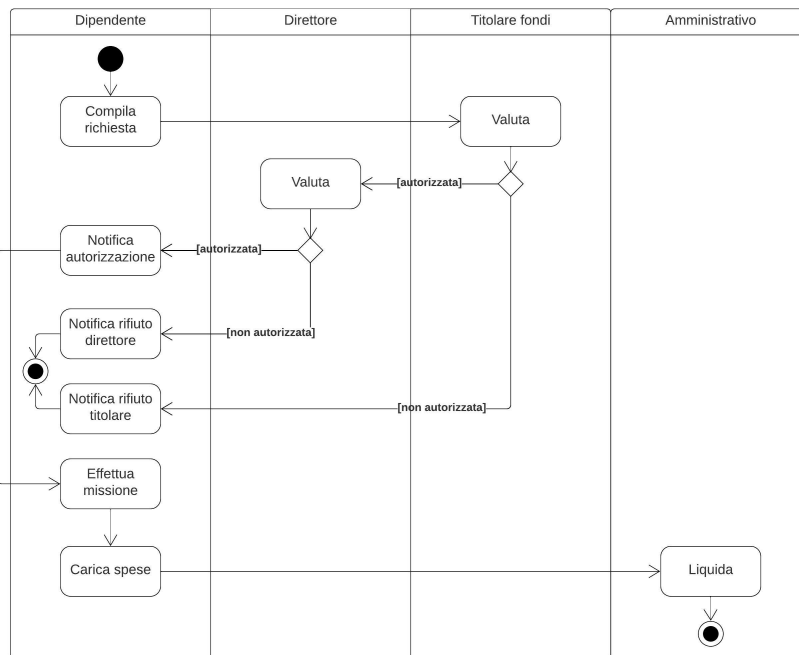 Dipendente
Direttore
Titolare fondi
Amministrativo
Compila
richiesta
Valuta
Valuta
[autorizzata]
Notifica
autorizzazione
[autorizzata]
Notifica rifiuto
direttore
[non autorizzata]
Notifica rifiuto
titolare
[non autorizzata]
Effettua
missione
Carica spese
Liquida